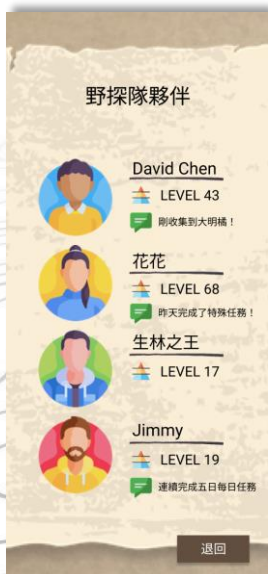 野探隊夥伴
David Chen
LEVEL 43
剛收集到大明橘！
花花
LEVEL 68
昨天完成了特殊任務！
生林之王
LEVEL 17
Jimmy
LEVEL 19
連續完成五日每日任務
退回